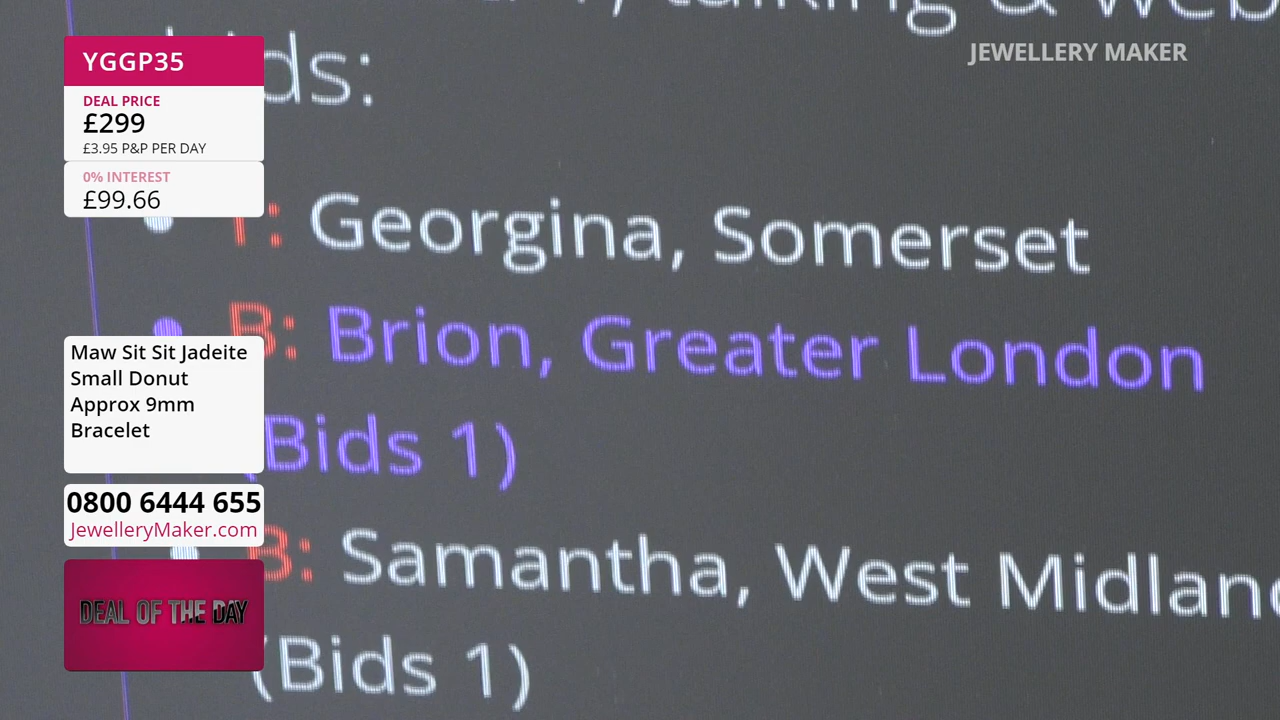 talking & web
ds:
YGGP35
JEWELLERY MAKER
DEAL PRICE
£299
£3.95 P&P PER DAY
0% INTEREST
£99.66
T: Georgina, Somerset
B: Brion, Greater London
(Bids 1)
Maw Sit Sit Jadeite
Small Donut
Approx 9mm
Bracelet
0800 6444 655
JewelleryMaker.com
B: Samantha, West Midlan
(Bids 1)
DEAL OF THE DAY